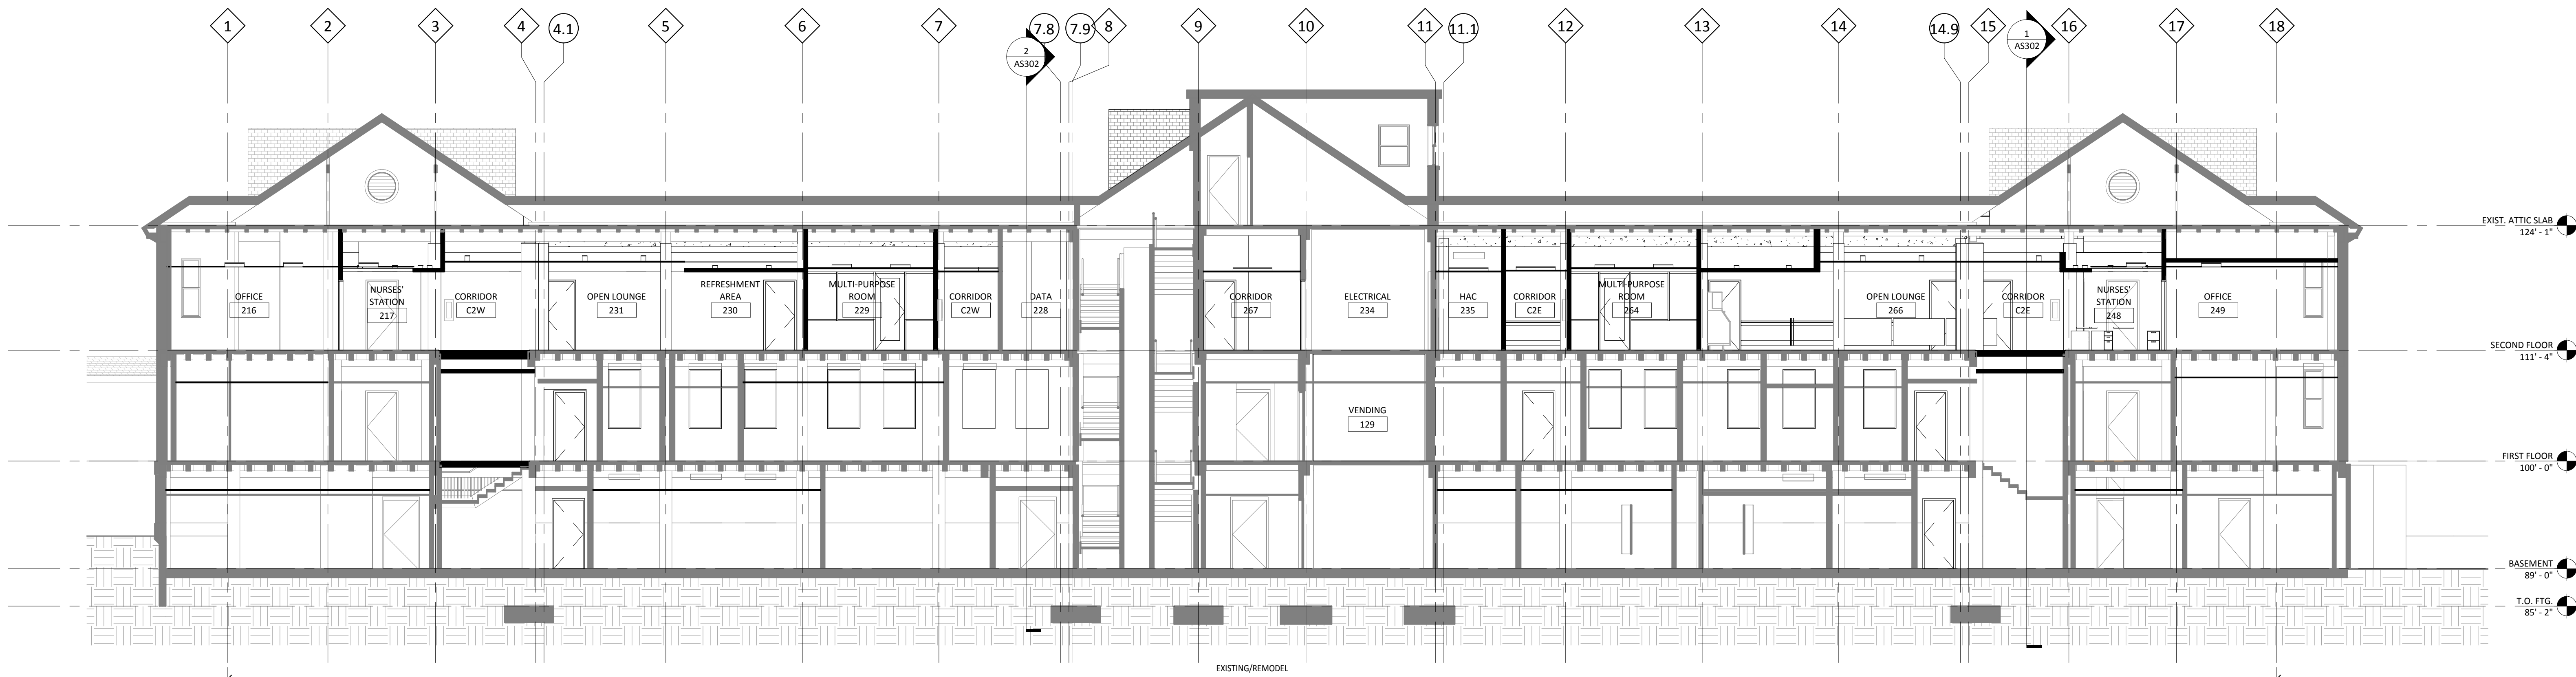 1 2 3 4 4.1 5 6 7 7.8 7.9 8 9 10 11 11.1 12 13 14 14.9 15 16 17 18
2
AS302
1
AS302
EXIST. ATTIC SLAB
124' - 1"
OFFICE
216
NURSES'
STATION
217
CORRIDOR
C2W
OPEN LOUNGE
231
REFRESHMENT
AREA
230
MULTI-PURPOSE
ROOM
229
CORRIDOR
C2W
DATA
228
CORRIDOR
267
ELECTRICAL
234
HAC
235
CORRIDOR
C2E
MULTI-PURPOSE
ROOM
264
OPEN LOUNGE
266
CORRIDOR
C2E
NURSES'
STATION
248
OFFICE
249
SECOND FLOOR
111' - 4"
VENDING
129
FIRST FLOOR
100' - 0"
BASEMENT
89' - 0"
T.O. FTG.
85' - 2"
EXISTING/REMODEL